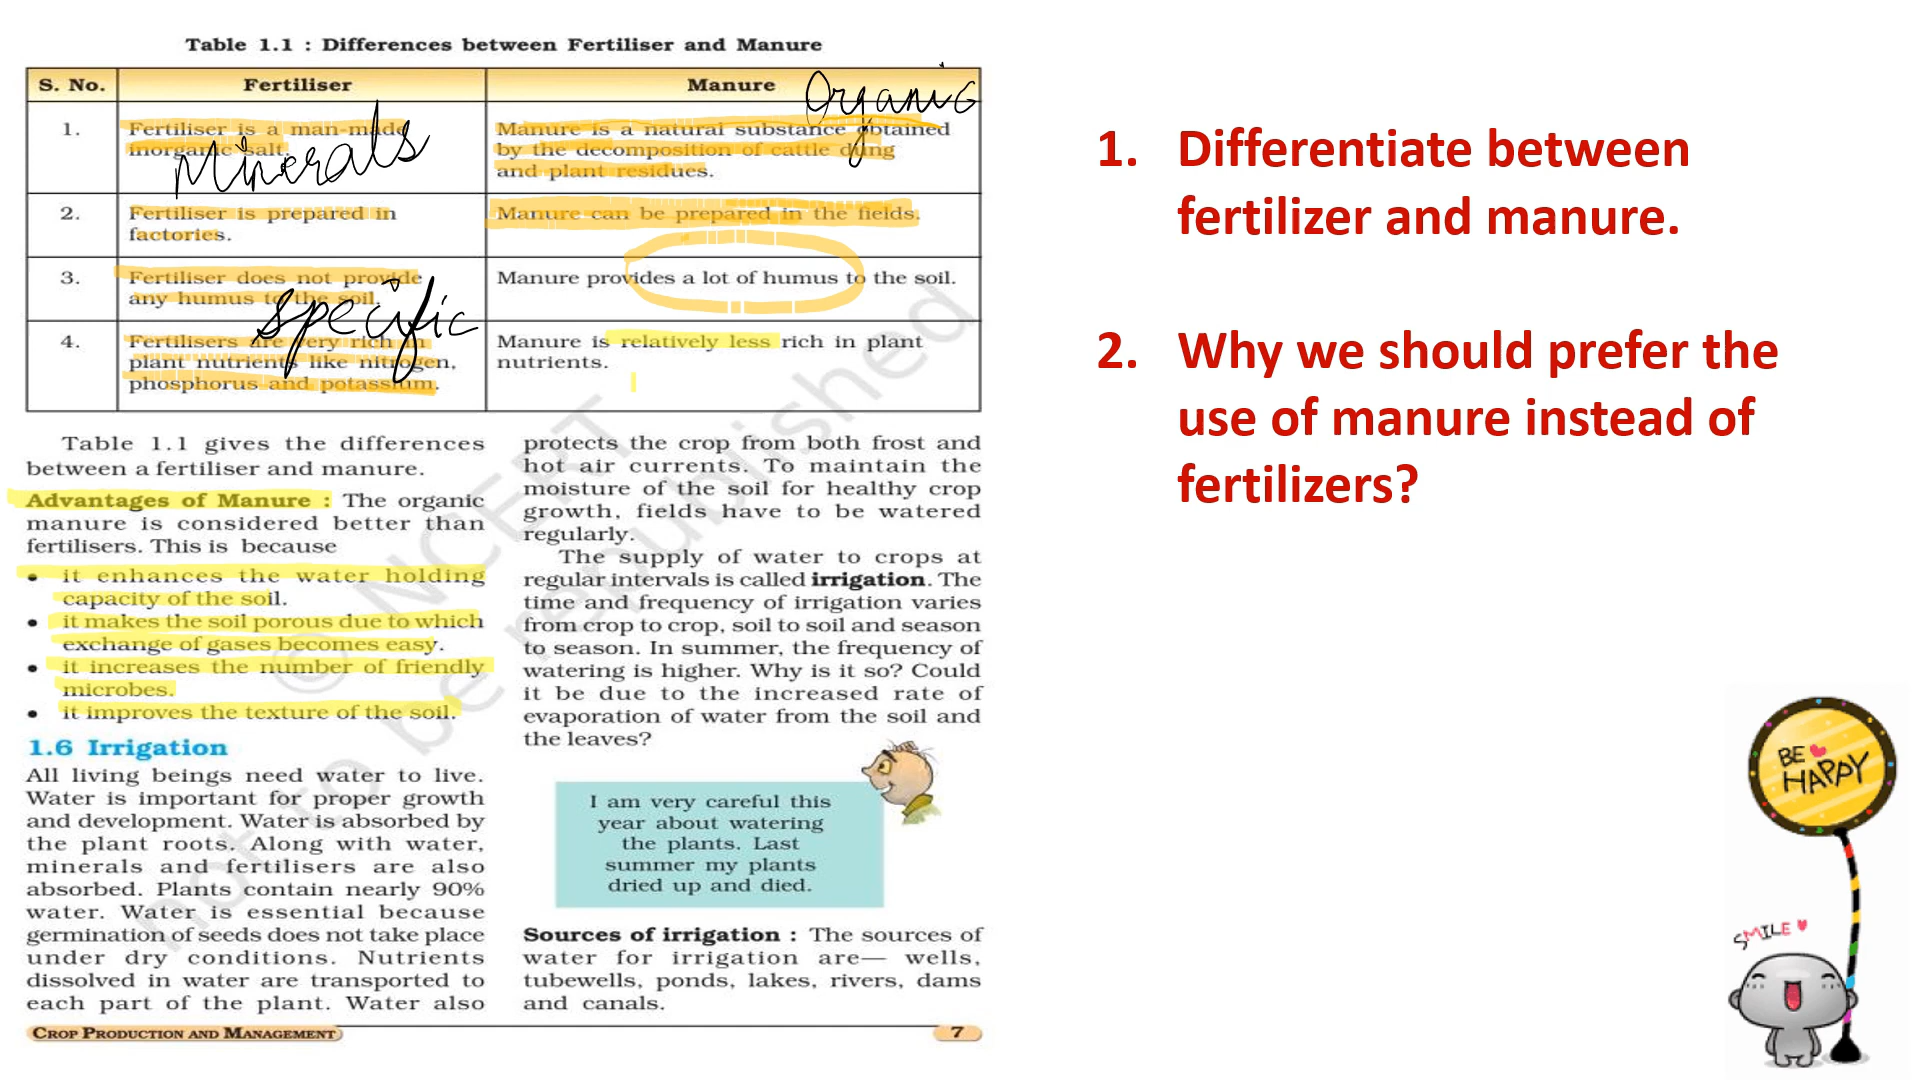 Table 1.1 : Differences between Fertiliser and Manure
S. No. Fertiliser Manure
Organic
1. Fertiliser is a man-made
inorganic salt.
Minerals
Manure is a natural substance obtained
by the decomposition of cattle dung
and plant residues.
2. Fertiliser is prepared in
factories.
Manure can be prepared in the fields.
3. Fertiliser does not provide
any humus to the soil.
Manure provides a lot of humus to the soil.
specific
4. Fertilisers are very rich in
plant nutrients like nitrogen,
phosphorus and potassium.
Manure is relatively less rich in plant
nutrients.
Table 1.1 gives the differences
between a fertiliser and manure.
Advantages of Manure : The organic
manure is considered better than
fertilisers. This is because
• it enhances the water holding
capacity of the soil.
• it makes the soil porous due to which
exchange of gases becomes easy.
• it increases the number of friendly
microbes.
• it improves the texture of the soil.
1.6 Irrigation
All living beings need water to live.
Water is important for proper growth
and development. Water is absorbed by
the plant roots. Along with water,
minerals and fertilisers are also
absorbed. Plants contain nearly 90%
water. Water is essential because
germination of seeds does not take place
under dry conditions. Nutrients
dissolved in water are transported to
each part of the plant. Water also
protects the crop from both frost and
hot air currents. To maintain the
moisture of the soil for healthy crop
growth, fields have to be watered
regularly.
The supply of water to crops at
regular intervals is called irrigation. The
time and frequency of irrigation varies
from crop to crop, soil to soil and season
to season. In summer, the frequency of
watering is higher. Why is it so? Could
it be due to the increased rate of
evaporation of water from the soil and
the leaves?
I am very careful this
year about watering
the plants. Last
summer my plants
dried up and died.
Sources of irrigation : The sources of
water for irrigation are— wells,
tubewells, ponds, lakes, rivers, dams
and canals.
CROP PRODUCTION AND MANAGEMENT
7
© NCERT
not to be republished
1. Differentiate between
fertilizer and manure.
2. Why we should prefer the
use of manure instead of
fertilizers?
BE
HAPPY
SMILE